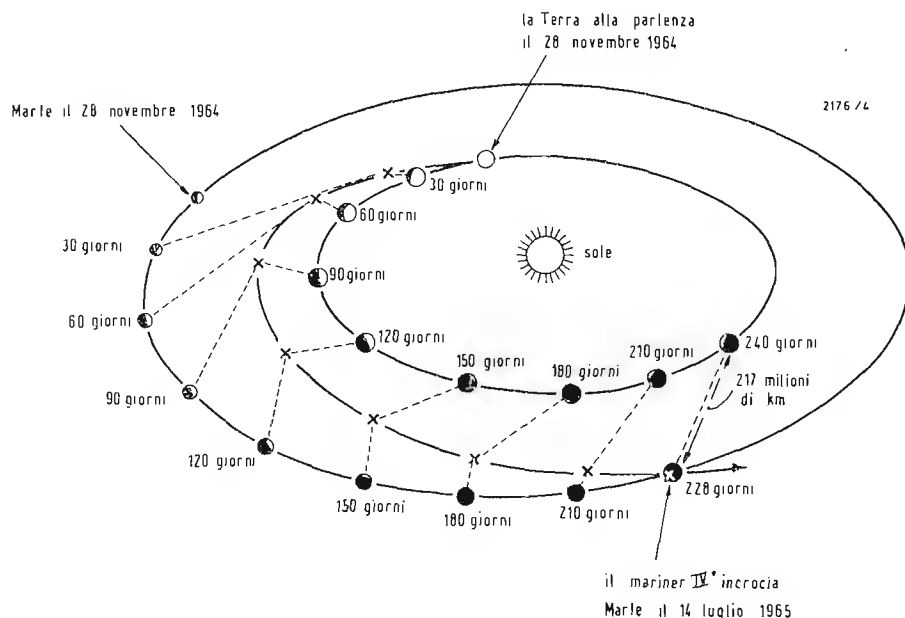 la Terra alla parlenza
il 28 novembre 1964
Marte il 28 novembre 1964
2176/4
30 giorni
60 giorni
90 giorni
120 giorni
150 giorni
180 giorni
210 giorni
240 giorni
sole
217 milioni
di km
30 giorni
60 giorni
90 giorni
120 giorni
150 giorni
180 giorni
210 giorni
228 giorni
il mariner IV° incrocia
Marte il 14 luglio 1965